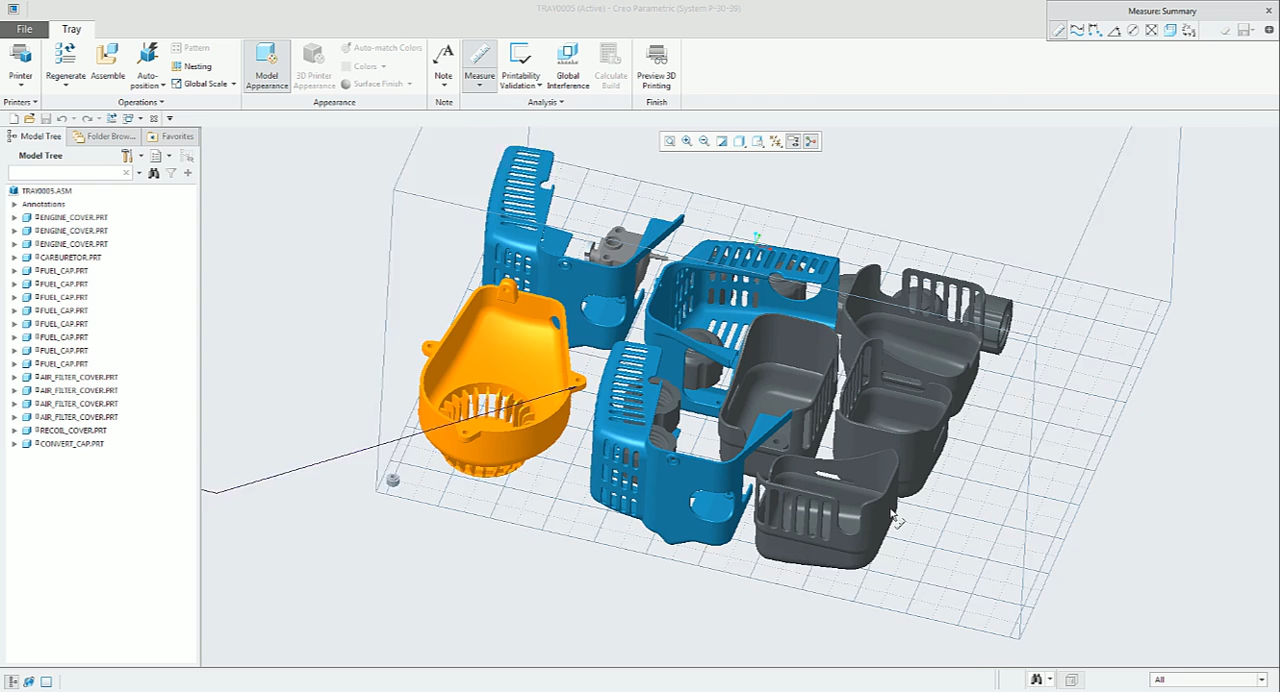 TRAY0005 (Active) - Creo Parametric (System P-30-39)
Measure: Summary
File
Tray
Pattern
Auto-match Colors
Nesting
Colors
Global Scale
Surface Finish
Printer
Regenerate
Assemble
Auto-position
Model Appearance
3D Printer Appearance
Note
Measure
Printability Validation
Global Interference
Calculate Build
Preview 3D Printing
Printers
Operations
Appearance
Note
Analysis
Finish
Model Tree
Folder Brow...
Favorites
Model Tree
TRAY0005.ASM
Annotations
ENGINE_COVER.PRT
ENGINE_COVER.PRT
ENGINE_COVER.PRT
CARBURETOR.PRT
FUEL_CAP.PRT
FUEL_CAP.PRT
FUEL_CAP.PRT
FUEL_CAP.PRT
FUEL_CAP.PRT
FUEL_CAP.PRT
FUEL_CAP.PRT
FUEL_CAP.PRT
AIR_FILTER_COVER.PRT
AIR_FILTER_COVER.PRT
AIR_FILTER_COVER.PRT
AIR_FILTER_COVER.PRT
RECOIL_COVER.PRT
CONVERT_CAP.PRT
All